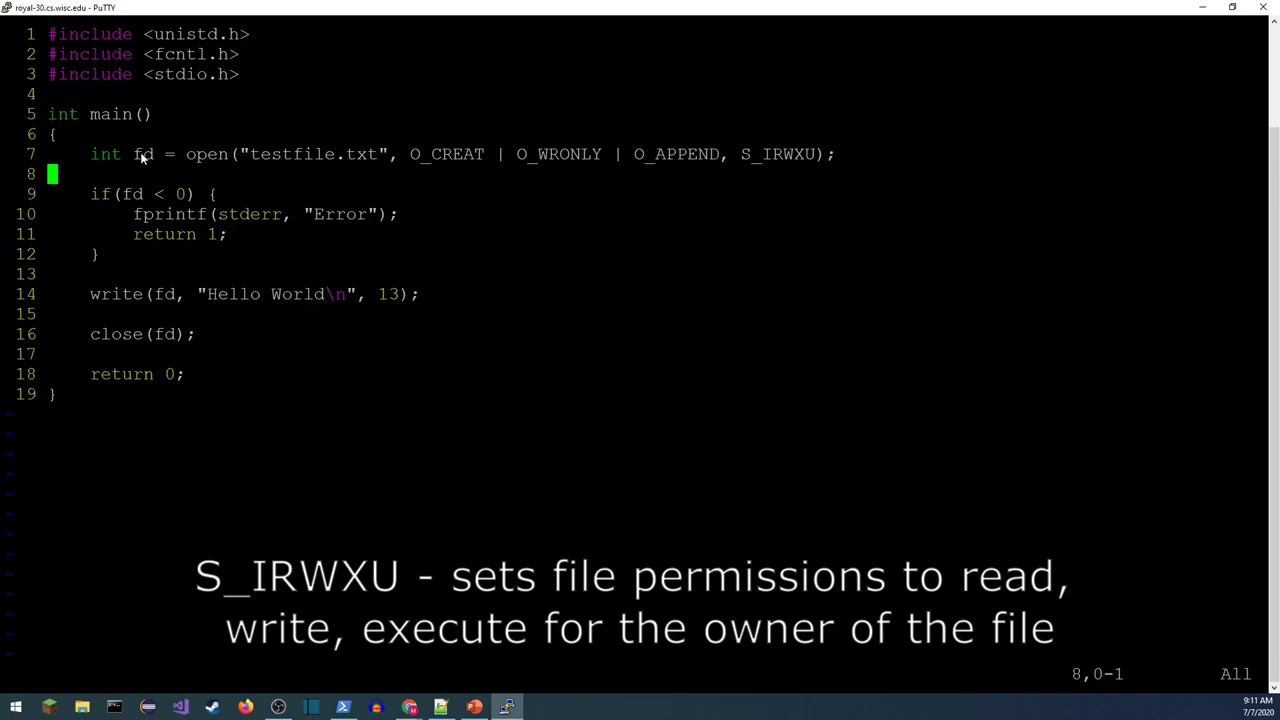 royal-30.cs.wisc.edu - PuTTY
1 #include <unistd.h>
2 #include <fcntl.h>
3 #include <stdio.h>
4
5 int main()
6 {
7     int fd = open("testfile.txt", O_CREAT | O_WRONLY | O_APPEND, S_IRWXU);
8
9     if(fd < 0) {
10         fprintf(stderr, "Error");
11         return 1;
12     }
13
14     write(fd, "Hello World\n", 13);
15
16     close(fd);
17
18     return 0;
19 }
~
~
~
~
~
~
~
~
~
~
~
~
~
S_IRWXU - sets file permissions to read,
write, execute for the owner of the file
8,0-1 All
9:11 AM
7/7/2020